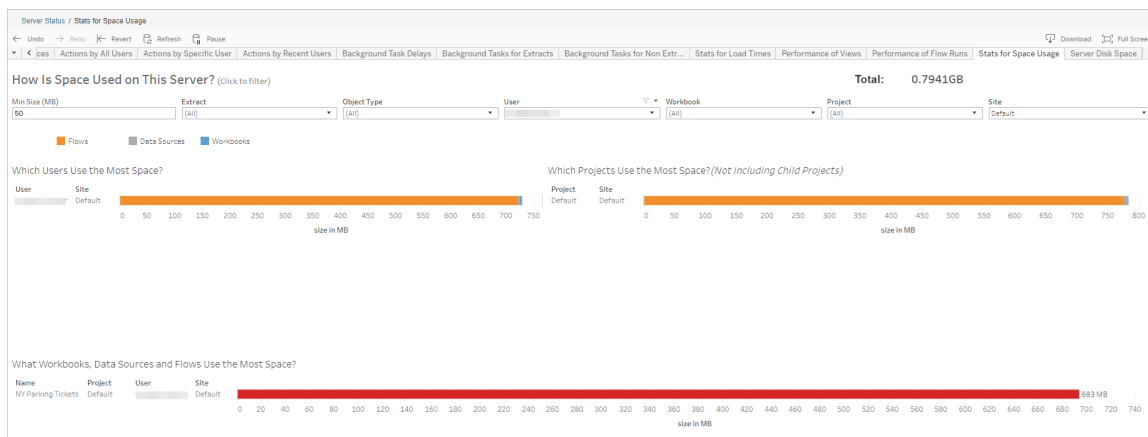 Server Status / Stats for Space Usage
← Undo → Redo Revert Refresh Pause Download Full Scree
ces Actions by All Users Actions by Specific User Actions by Recent Users Background Task Delays Background Tasks for Extracts Background Tasks for Non Extr... Stats for Load Times Performance of Views Performance of Flow Runs Stats for Space Usage Server Disk Space
How Is Space Used on This Server? (Click to filter) Total: 0.7941GB
Min Size (MB) Extract Object Type User Workbook Project Site
50 (All) (All) (All) (All) Default
Flows Data Sources Workbooks
Which Users Use the Most Space? Which Projects Use the Most Space? (Not Including Child Projects)
User Site Project Site
Default Default Default
0 50 100 150 200 250 300 350 400 450 500 550 600 650 700 750 0 50 100 150 200 250 300 350 400 450 500 550 600 650 700 750 800
size in MB size in MB
What Workbooks, Data Sources and Flows Use the Most Space?
Name Project User Site
NY Parking Tickets Default Default 693 MB
0 20 40 60 80 100 120 140 160 180 200 220 240 260 280 300 320 340 360 380 400 420 440 460 480 500 520 540 560 580 600 620 640 660 680 700 720 740
size in MB